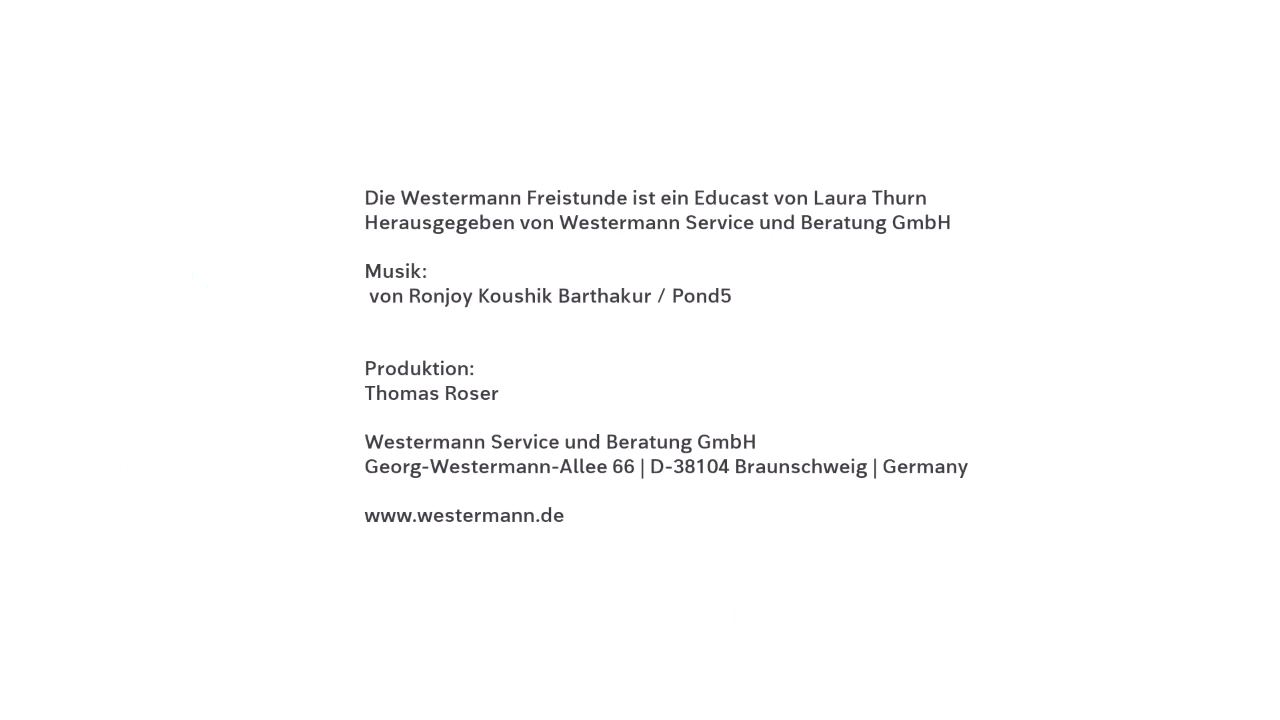 Die Westermann Freistunde ist ein Educast von Laura Thurn
Herausgegeben von Westermann Service und Beratung GmbH
Musik:
von Ronjoy Koushik Barthakur / Pond5
Produktion:
Thomas Roser
Westermann Service und Beratung GmbH
Georg-Westermann-Allee 66 | D-38104 Braunschweig | Germany
www.westermann.de